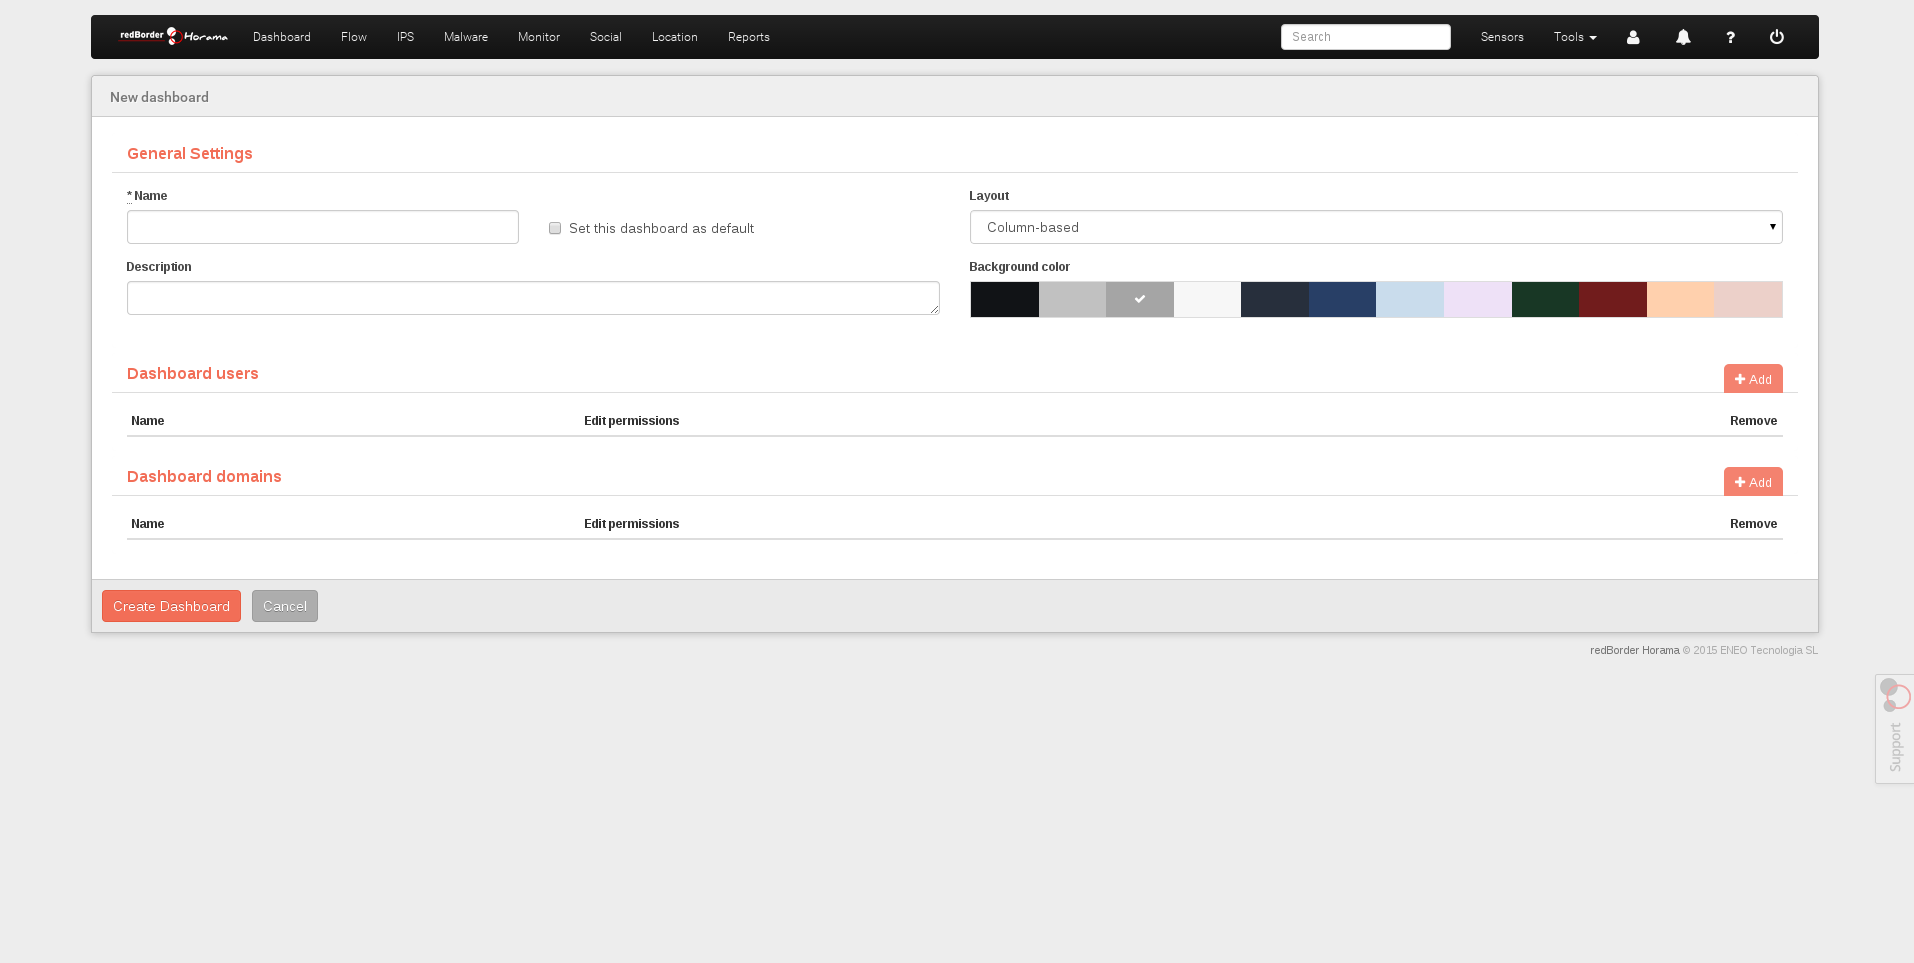 redBorder Horama Dashboard Flow IPS Malware Monitor Social Location Reports Search Sensors Tools ?
New dashboard
General Settings
* Name
Layout
Set this dashboard as default
Column-based
Description
Background color
Dashboard users
Add
Name Edit permissions Remove
Dashboard domains
Add
Name Edit permissions Remove
Create Dashboard Cancel
redBorder Horama © 2015 ENEO Tecnología SL
Support